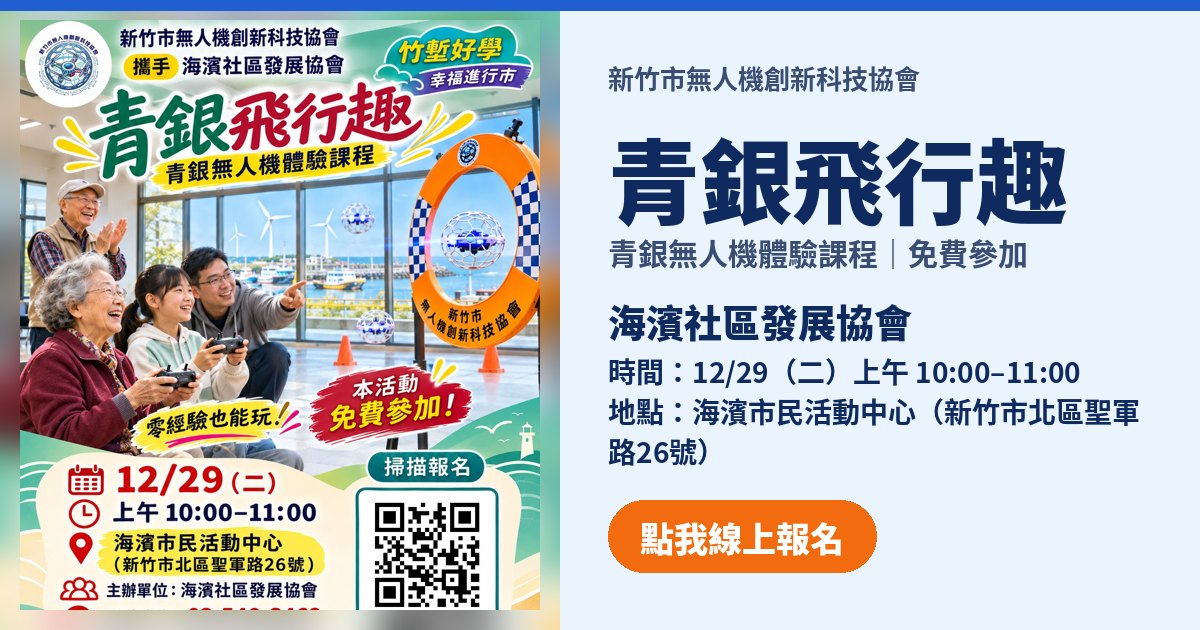 新竹市無人機創新科技協會
攜手 海濱社區發展協會
竹塹好學
幸福進行市
青銀飛行趣
青銀無人機體驗課程
新竹市
無人機創新科技協會
零經驗也能玩!
本活動
免費參加!
12/29(二)
上午 10:00–11:00
海濱市民活動中心
(新竹市北區聖軍路26號)
主辦單位:海濱社區發展協會
掃描報名
新竹市無人機創新科技協會
青銀飛行趣
青銀無人機體驗課程|免費參加
海濱社區發展協會
時間:12/29(二)上午 10:00–11:00
地點:海濱市民活動中心(新竹市北區聖軍
路26號)
點我線上報名